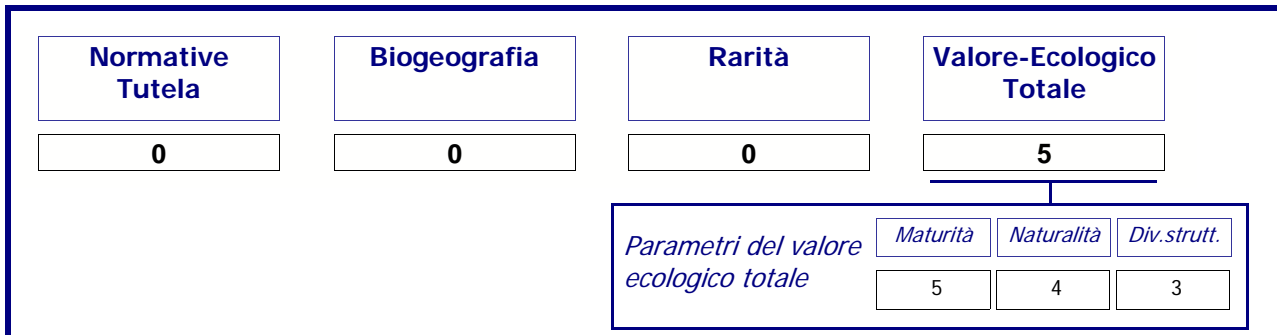 Normative
Tutela
Biogeografia
Rarità
Valore-Ecologico
Totale
0
0
0
5
Parametri del valore
ecologico totale
Maturità
Naturalità
Div.strutt.
5
4
3